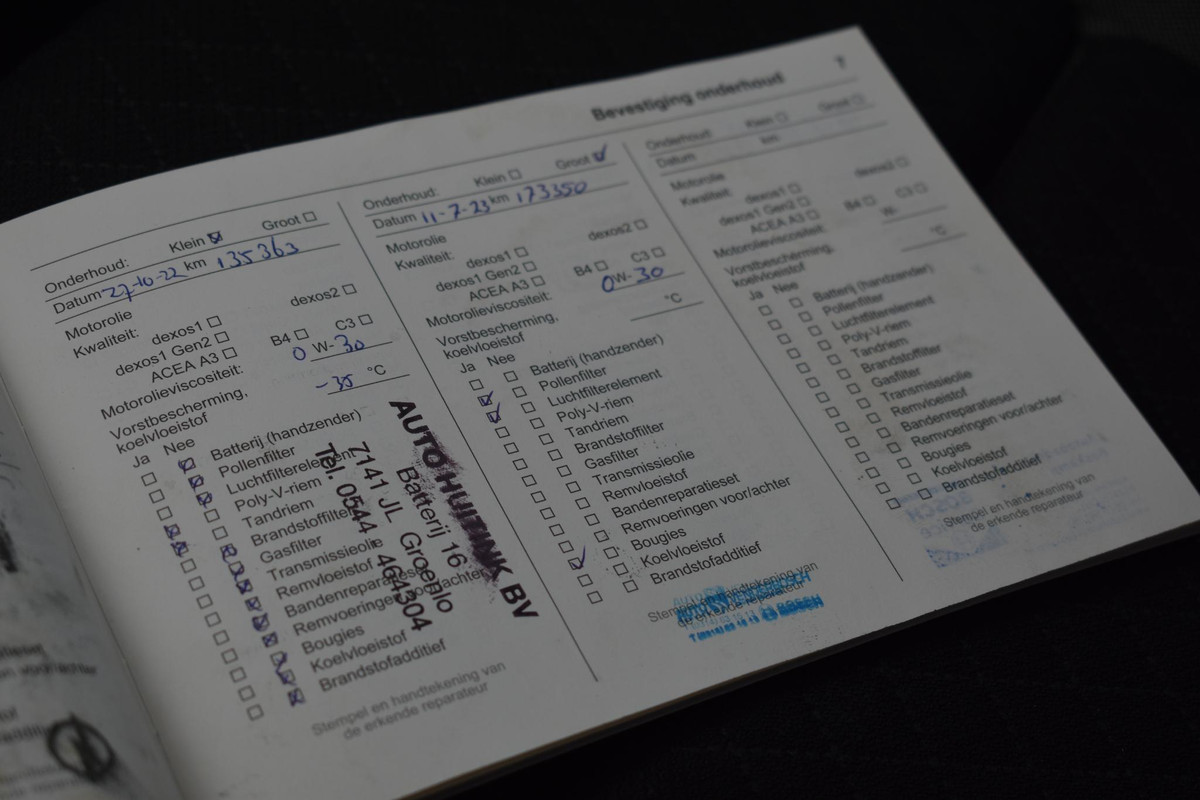 7
Bevestiging onderhoud
Onderhoud: Klein Groot
Datum 27-10-22 km 135363
Motorolie
Kwaliteit: dexos1 dexos2
dexos1 Gen2
ACEA A3 B4 C3
Motorolieviscositeit: 0 W-30
Vorstbescherming,
koelvloeistof -35 °C
Ja Nee
Batterij (handzender)
Pollenfilter
Luchtfilterelement
Poly-V-riem
Tandriem
Brandstoffilter
Gasfilter
Transmissieolie
Remvloeistof
Bandenreparatieset
Remvoeringen voor/achter
Bougies
Koelvloeistof
Brandstofadditief
Stempel en handtekening van
de erkende reparateur
AUTO HUITINK BV
Batterij 16
7141 JL Groenlo
Tel. 0544 - 464304
Onderhoud: Klein Groot
Datum 11-7-23 km 173350
Motorolie
Kwaliteit: dexos1 dexos2
dexos1 Gen2
ACEA A3 B4 C3
Motorolieviscositeit: 0W-30
Vorstbescherming,
koelvloeistof °C
Ja Nee
Batterij (handzender)
Pollenfilter
Luchtfilterelement
Poly-V-riem
Tandriem
Brandstoffilter
Gasfilter
Transmissieolie
Remvloeistof
Bandenreparatieset
Remvoeringen voor/achter
Bougies
Koelvloeistof
Brandstofadditief
Stempel en handtekening van
de erkende reparateur
BOSCH
Onderhoud: Klein Groot
Datum km
Motorolie
Kwaliteit: dexos1 dexos2
dexos1 Gen2
ACEA A3 B4 C3
Motorolieviscositeit: W-
Vorstbescherming,
koelvloeistof °C
Ja Nee
Batterij (handzender)
Pollenfilter
Luchtfilterelement
Poly-V-riem
Tandriem
Brandstoffilter
Gasfilter
Transmissieolie
Remvloeistof
Bandenreparatieset
Remvoeringen voor/achter
Bougies
Koelvloeistof
Brandstofadditief
Stempel en handtekening van
de erkende reparateur